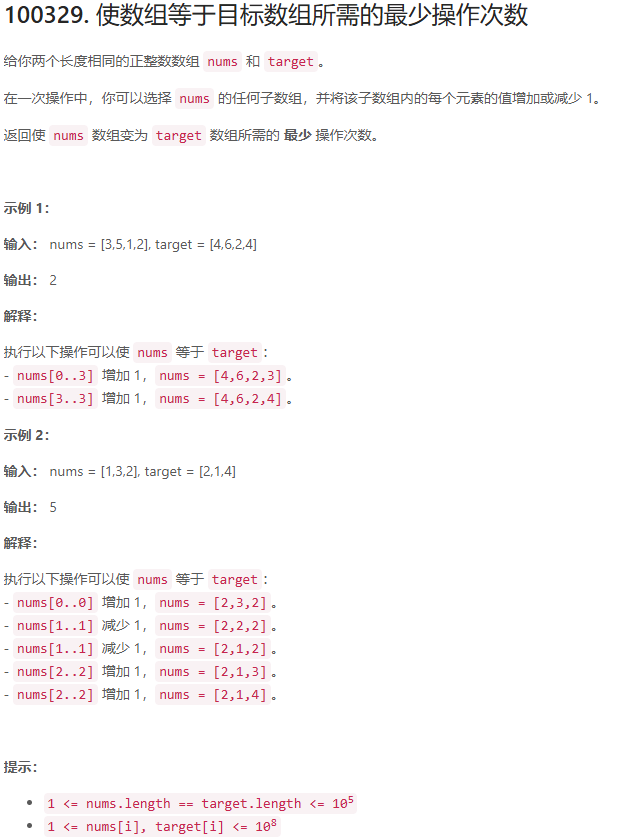 100329. 使数组等于目标数组所需的最少操作次数
给你两个长度相同的正整数数组 nums 和 target。
在一次操作中，你可以选择 nums 的任何子数组，并将该子数组内的每个元素的值增加或减少 1。
返回使 nums 数组变为 target 数组所需的 最少 操作次数。
示例 1：
输入： nums = [3,5,1,2], target = [4,6,2,4]
输出： 2
解释：
执行以下操作可以使 nums 等于 target：
- nums[0..3] 增加 1，nums = [4,6,2,3]。
- nums[3..3] 增加 1，nums = [4,6,2,4]。
示例 2：
输入： nums = [1,3,2], target = [2,1,4]
输出： 5
解释：
执行以下操作可以使 nums 等于 target：
- nums[0..0] 增加 1，nums = [2,3,2]。
- nums[1..1] 减少 1，nums = [2,2,2]。
- nums[1..1] 减少 1，nums = [2,1,2]。
- nums[2..2] 增加 1，nums = [2,1,3]。
- nums[2..2] 增加 1，nums = [2,1,4]。
提示：
• 1 <= nums.length == target.length <= 10⁵
• 1 <= nums[i], target[i] <= 10⁸